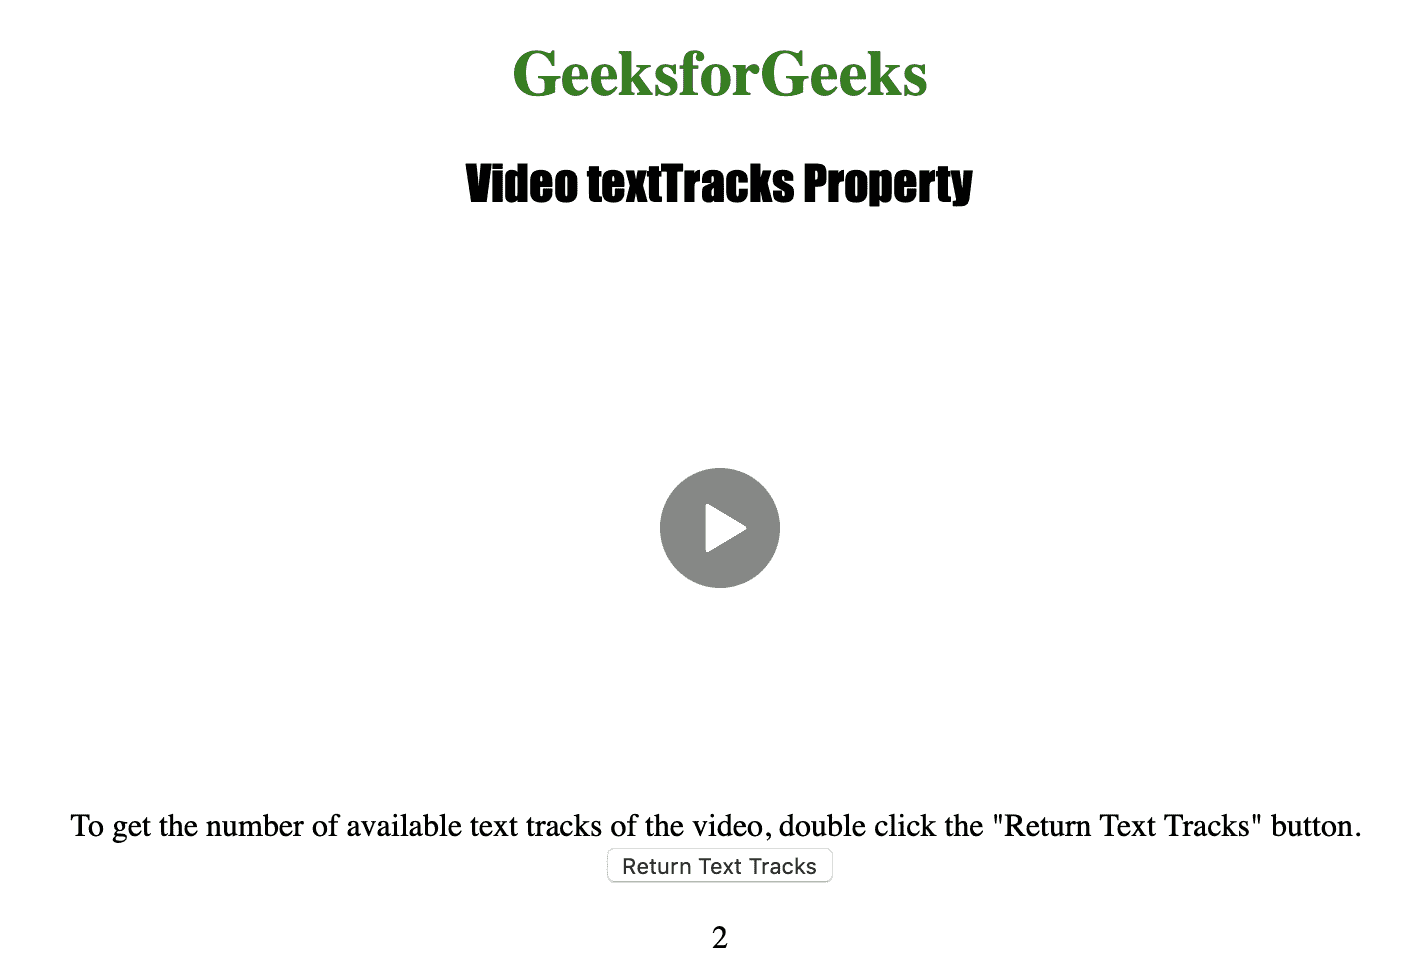 GeeksforGeeks
Video textTracks Property
To get the number of available text tracks of the video, double click the "Return Text Tracks" button.
Return Text Tracks
2